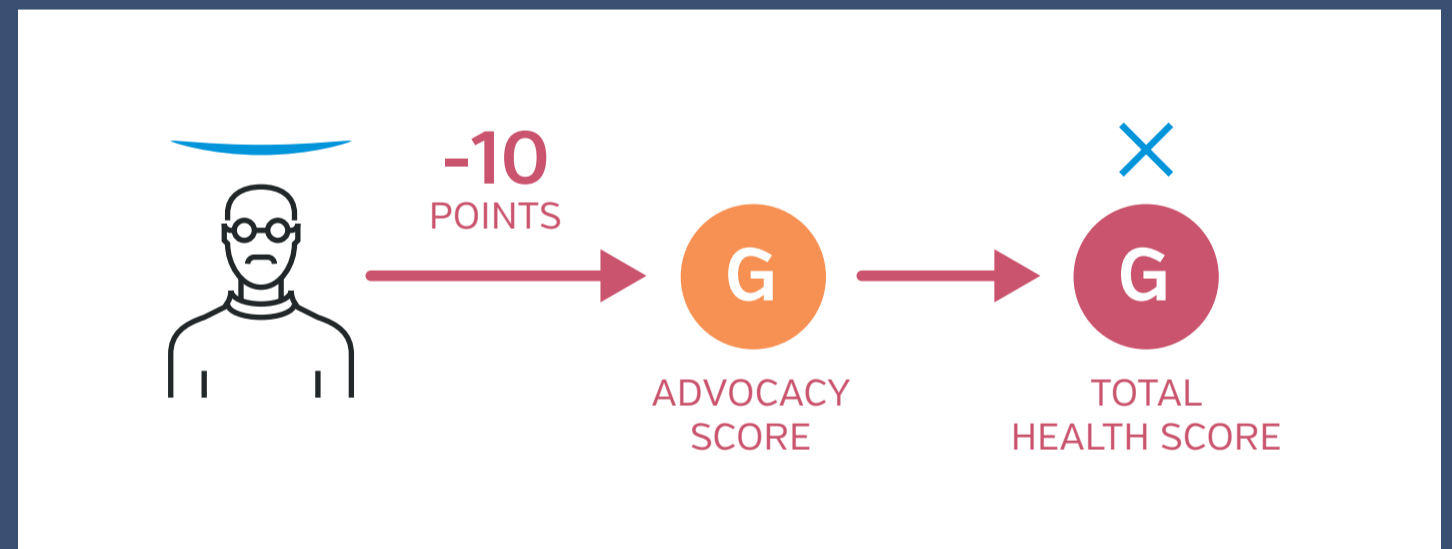 -10
POINTS
G
G
ADVOCACY
SCORE
TOTAL
HEALTH SCORE